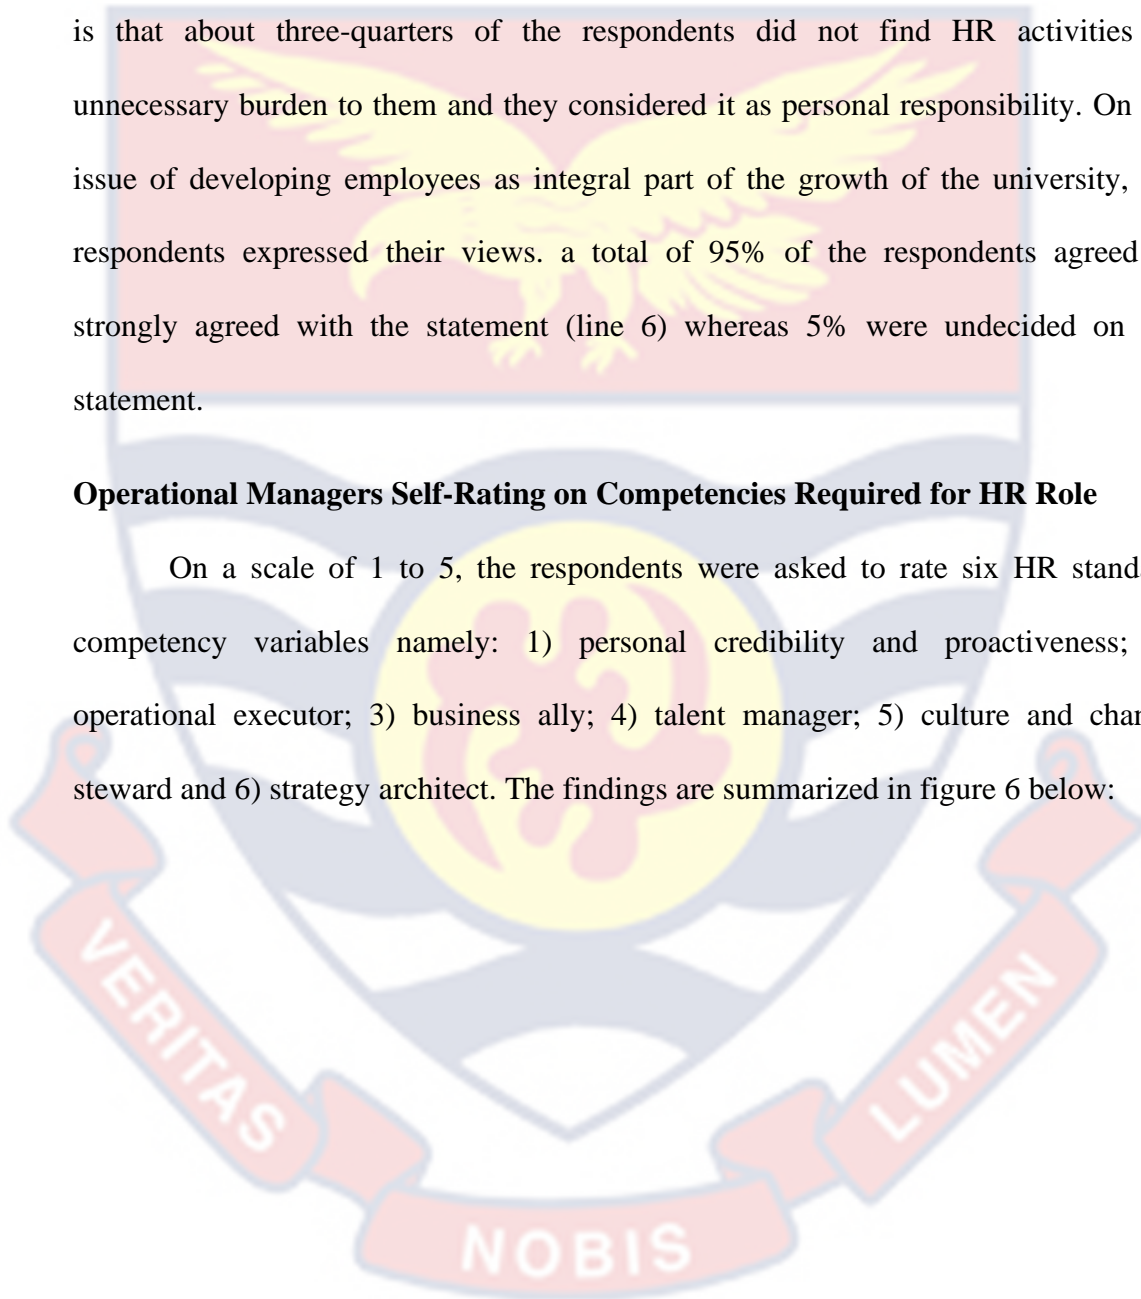 is that about three-quarters of the respondents did not find HR activities
unnecessary burden to them and they considered it as personal responsibility. On
issue of developing employees as integral part of the growth of the university,
respondents expressed their views. a total of 95% of the respondents agreed
strongly agreed with the statement (line 6) whereas 5% were undecided on
statement.
Operational Managers Self-Rating on Competencies Required for HR Role
On a scale of 1 to 5, the respondents were asked to rate six HR stand
competency variables namely: 1) personal credibility and proactiveness;
operational executor; 3) business ally; 4) talent manager; 5) culture and chan
steward and 6) strategy architect. The findings are summarized in figure 6 below:
VERITAS
NOBIS
LUMEN